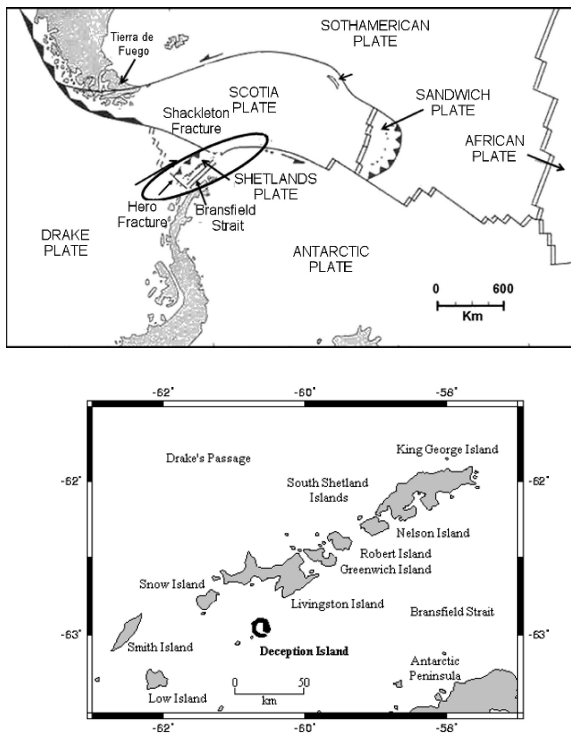 Tierra de
Fuego
SOTHAMERICAN
PLATE
SCOTIA
PLATE
SANDWICH
PLATE
Shackleton
Fracture
AFRICAN
PLATE
SHETLANDS
PLATE
Hero
Fracture
Bransfield
Strait
DRAKE
PLATE
ANTARCTIC
PLATE
0 600
Km
-62° -60° -58°
Drake's Passage
King George Island
-62° -62°
South Shetland
Islands
Nelson Island
Robert Island
Greenwich Island
Snow Island
Livingston Island
Bransfield Strait
-63° -63°
Smith Island
Deception Island
Antarctic
Peninsula
0 50
km
Low Island
-62° -60° -58°